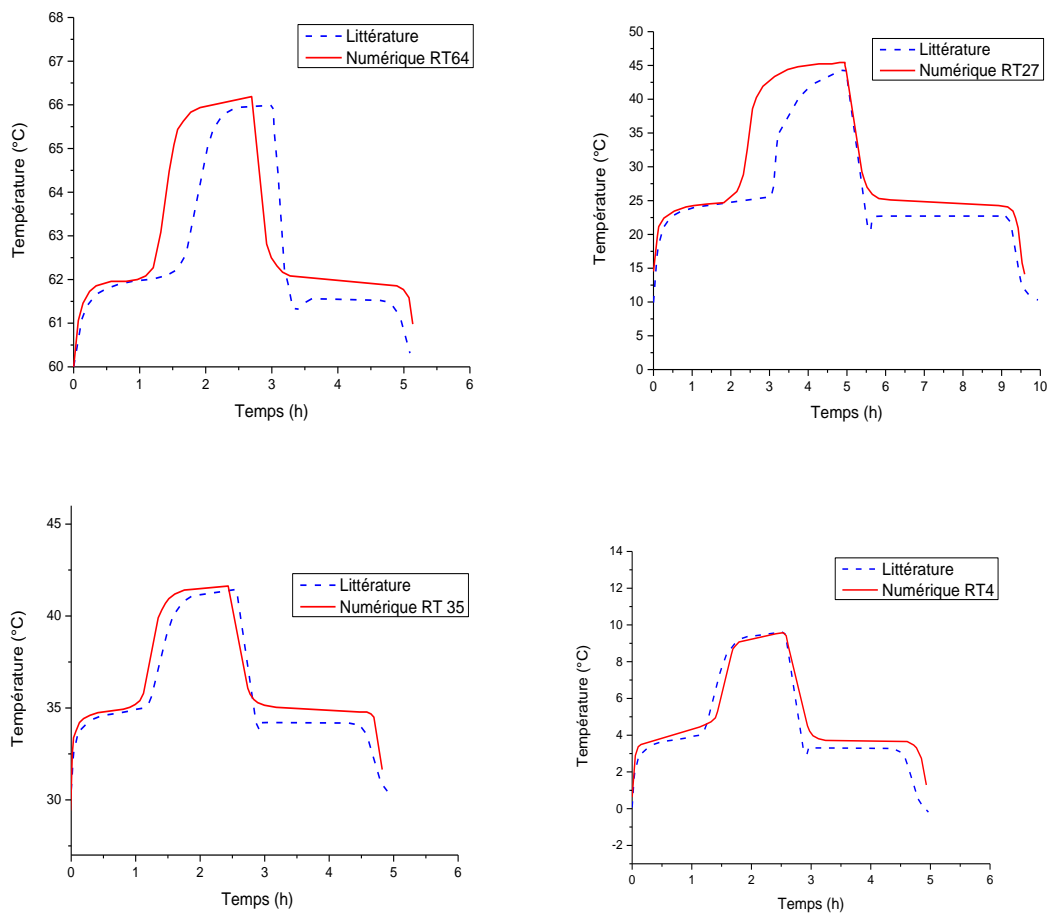 68
67
66
65
64
63
62
61
60
0 1 2 3 4 5 6
Température (°C)
Temps (h)
Littérature
Numérique RT64
50
45
40
35
30
25
20
15
10
5
0
0 1 2 3 4 5 6 7 8 9 10
Température (°C)
Temps (h)
Littérature
Numérique RT27
45
40
35
30
0 1 2 3 4 5 6
Température (°C)
Temps (h)
Littérature
Numérique RT 35
14
12
10
8
6
4
2
0
-2
0 1 2 3 4 5 6
Température (°C)
Temps (h)
Littérature
Numérique RT4